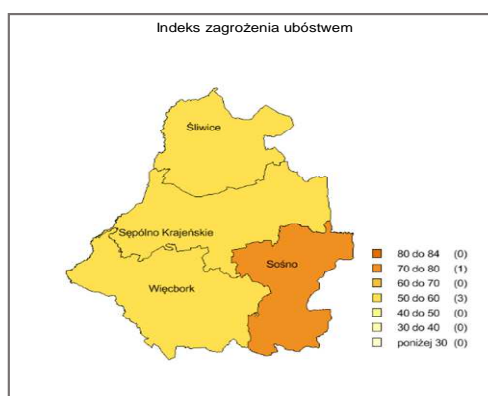 Indeks zagrożenia ubóstwem
Śliwice
Sępólno Krajeńskie
Sośno
Więcbork
80 do 84 (0)
70 do 80 (1)
60 do 70 (0)
50 do 60 (3)
40 do 50 (0)
30 do 40 (0)
poniżej 30 (0)